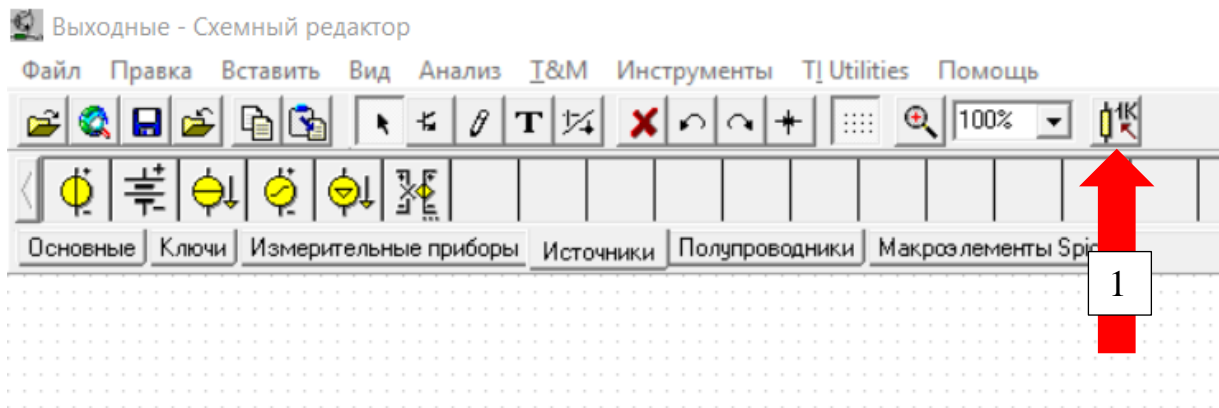 Выходные - Схемный редактор
Файл Правка Вставить Вид Анализ T&M Инструменты TI Utilities Помощь
T 100% 1K
Основные Ключи Измерительные приборы Источники Полупроводники Макроэлементы
1